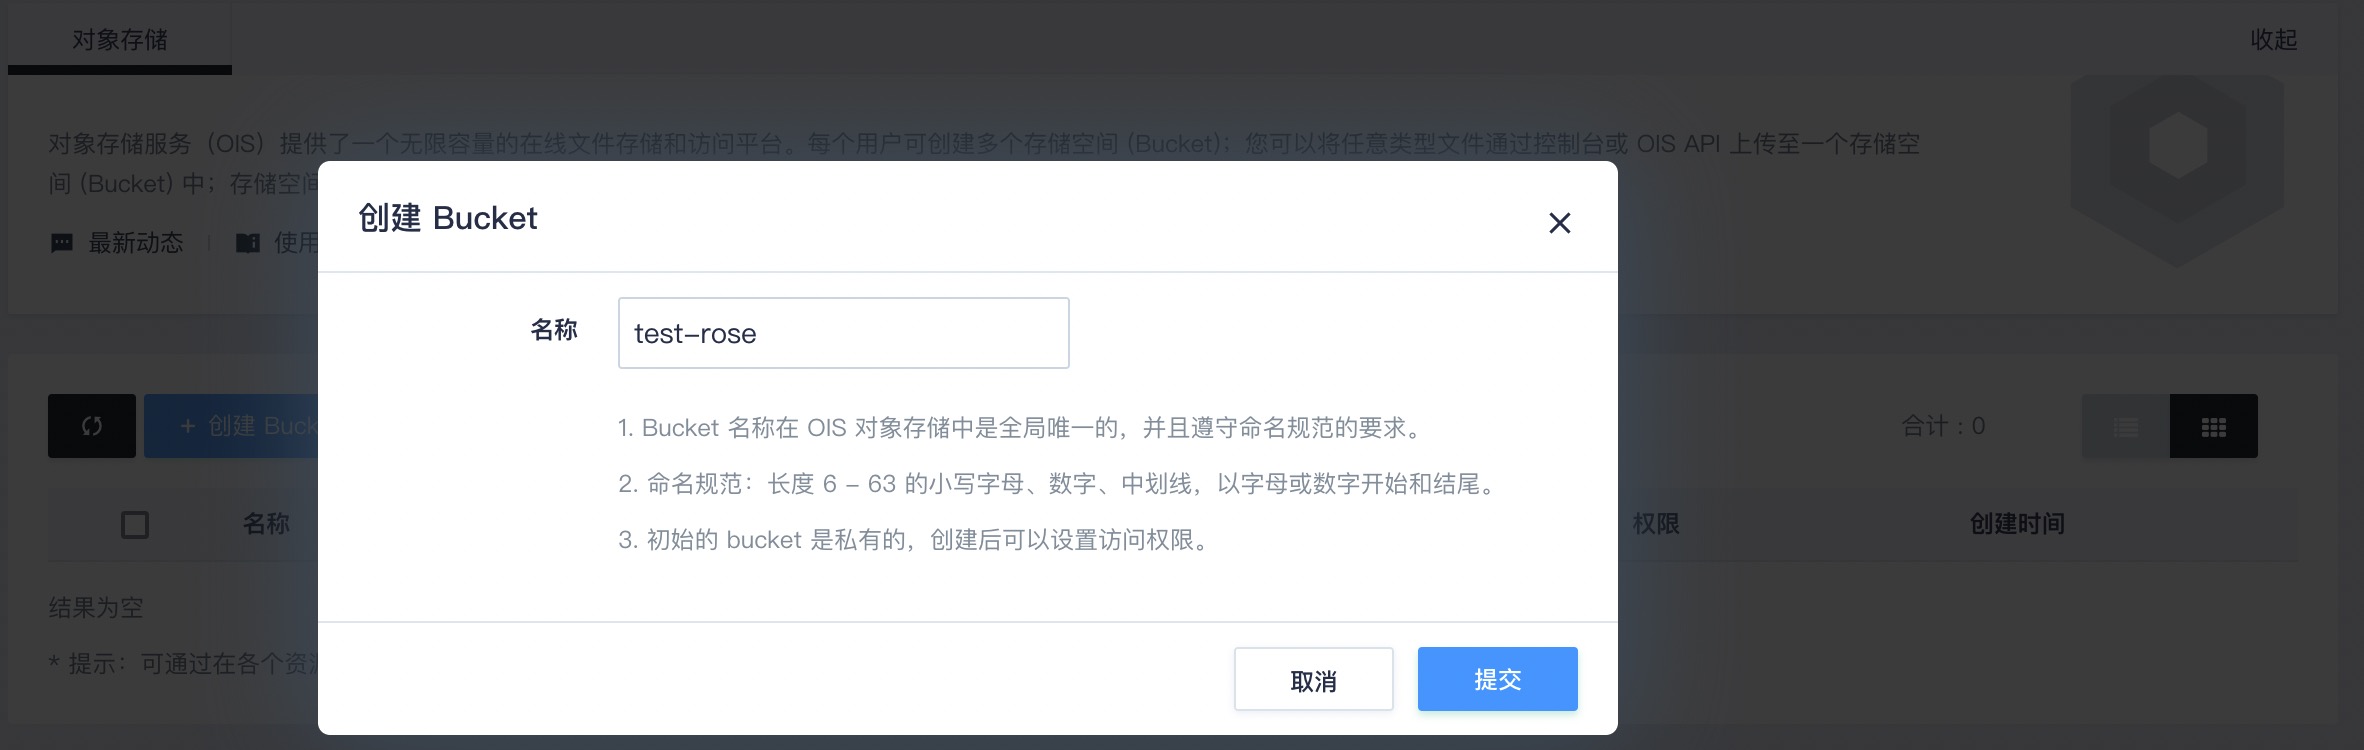 对象存储
收起
对象存储服务（OIS）提供了一个无限容量的在线文件存储和访问平台。每个用户可创建多个存储空间 (Bucket)；您可以将任意类型文件通过控制台或 OIS API 上传至一个存储空
间 (Bucket) 中；存储空间
最新动态
使用
创建 Bucket
名称
test-rose
1. Bucket 名称在 OIS 对象存储中是全局唯一的，并且遵守命名规范的要求。
2. 命名规范：长度 6 - 63 的小写字母、数字、中划线，以字母或数字开始和结尾。
3. 初始的 bucket 是私有的，创建后可以设置访问权限。
取消
提交
+ 创建 Buck
合计 : 0
名称
权限
创建时间
结果为空
* 提示：可通过在各个资源